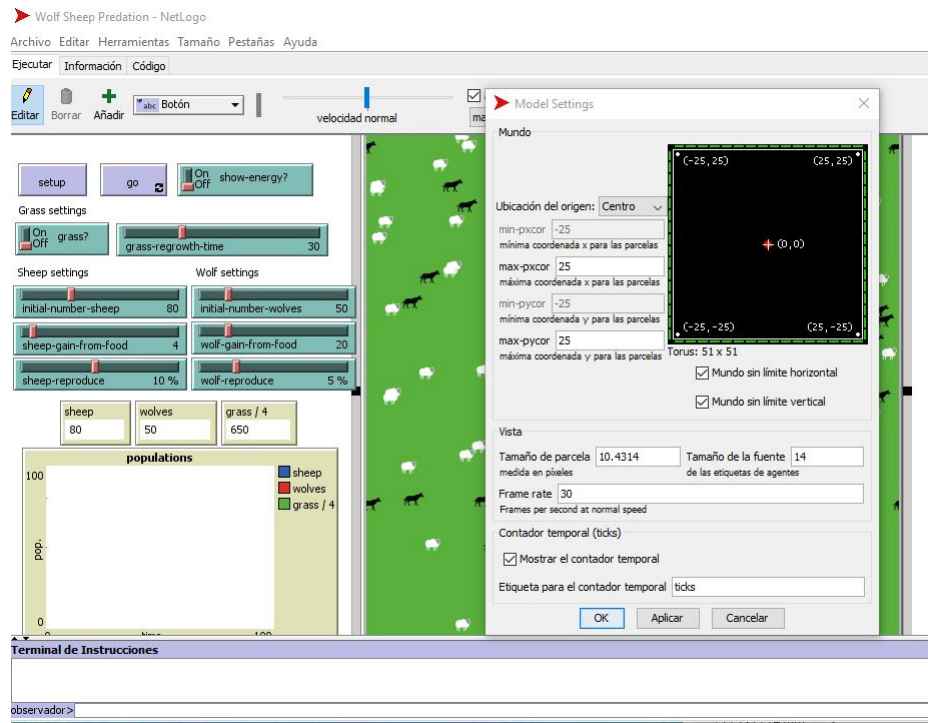 Wolf Sheep Predation - NetLogo
Archivo Editar Herramientas Tamaño Pestañas Ayuda
Ejecutar Información Código
Editar Borrar Añadir
abc Botón
velocidad normal
setup
go
On
Off
show-energy?
Grass settings
On
Off
grass?
grass-regrowth-time 30
Sheep settings
Wolf settings
initial-number-sheep 80
initial-number-wolves 50
sheep-gain-from-food 4
wolf-gain-from-food 20
sheep-reproduce 10 %
wolf-reproduce 5 %
sheep
80
wolves
50
grass / 4
650
populations
100
pop.
0
sheep
wolves
grass / 4
Model Settings
Mundo
Ubicación del origen: Centro
min-pxcor -25
mínima coordenada x para las parcelas
max-pxcor 25
máxima coordenada x para las parcelas
min-pycor -25
mínima coordenada y para las parcelas
max-pycor 25
máxima coordenada y para las parcelas
(-25,25) (25,25)
(0,0)
(-25,-25) (25,-25)
Torus: 51 x 51
Mundo sin límite horizontal
Mundo sin límite vertical
Vista
Tamaño de parcela 10.4314
medida en píxeles
Tamaño de la fuente 14
de las etiquetas de agentes
Frame rate 30
Frames per second at normal speed
Contador temporal (ticks)
Mostrar el contador temporal
Etiqueta para el contador temporal ticks
OK Aplicar Cancelar
Terminal de Instrucciones
observador>